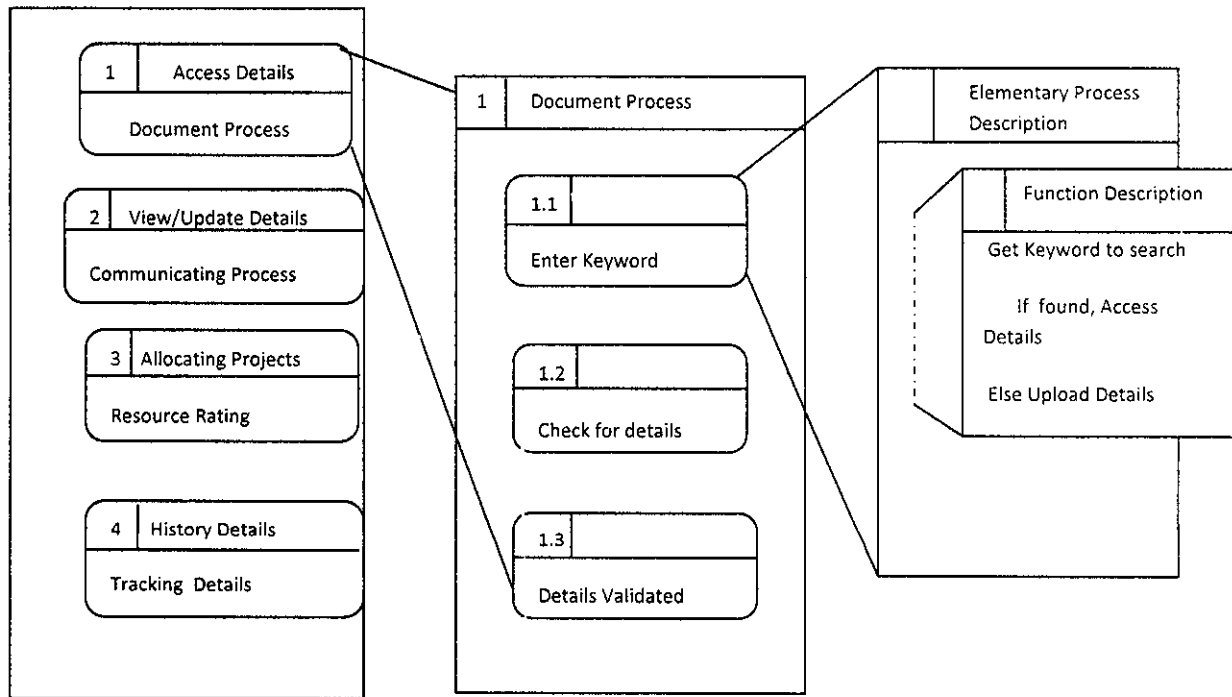 1 Access Details
Document Process
2 View/Update Details
Communicating Process
3 Allocating Projects
Resource Rating
4 History Details
Tracking Details
1 Document Process
1.1
Enter Keyword
1.2
Check for details
1.3
Details Validated
Elementary Process
Description
Function Description
Get Keyword to search
If found, Access
Details
Else Upload Details